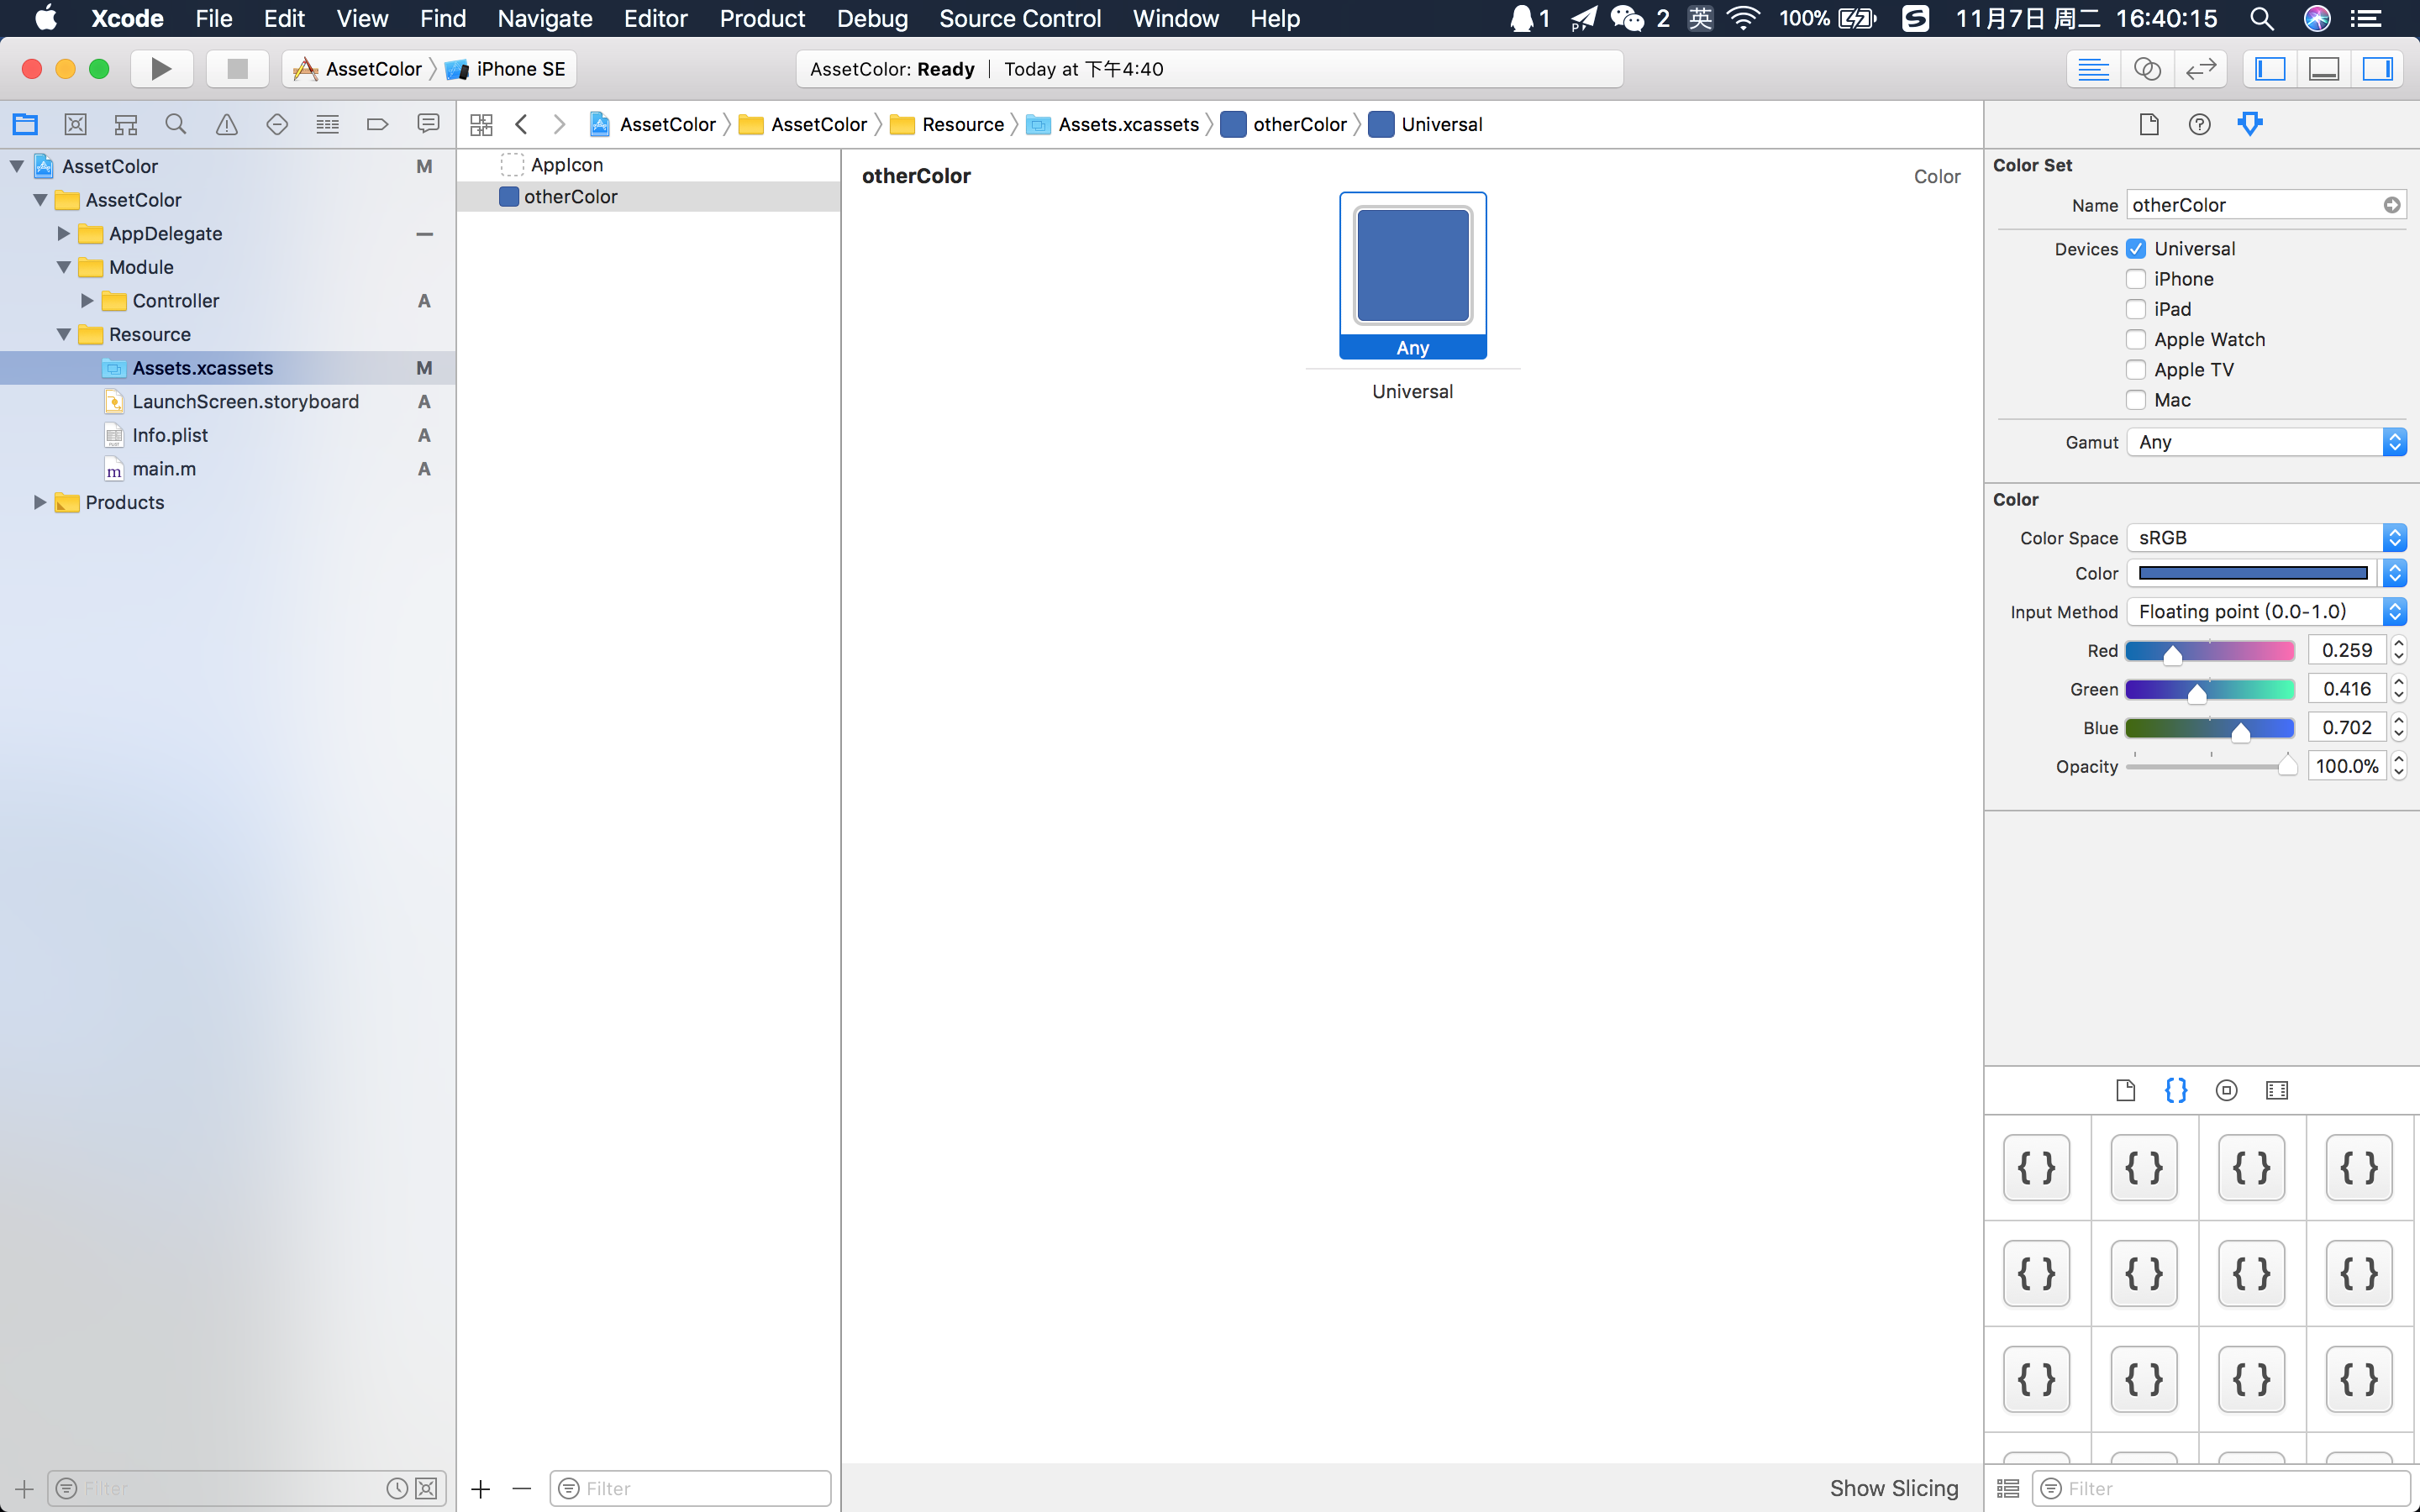 Xcode File Edit View Find Navigate Editor Product Debug Source Control Window Help 1 P 2 英 100% S 11月7日 周二 16:40:15
AssetColor iPhone SE AssetColor: Ready | Today at 下午4:40
AssetColor AssetColor Resource Assets.xcassets otherColor Universal
AssetColor M
AssetColor
AppDelegate
Module
Controller A
Resource
Assets.xcassets M
LaunchScreen.storyboard A
Info.plist A
m main.m A
Products
Filter
AppIcon
otherColor
Filter
otherColor Color
Any
Universal
Show Slicing
Color Set
Name otherColor
Devices Universal
iPhone
iPad
Apple Watch
Apple TV
Mac
Gamut Any
Color
Color Space sRGB
Color
Input Method Floating point (0.0-1.0)
Red 0.259
Green 0.416
Blue 0.702
Opacity 100.0%
{}
{ } { } { } { }
{ } { } { } { }
{ } { } { } { }
Filter